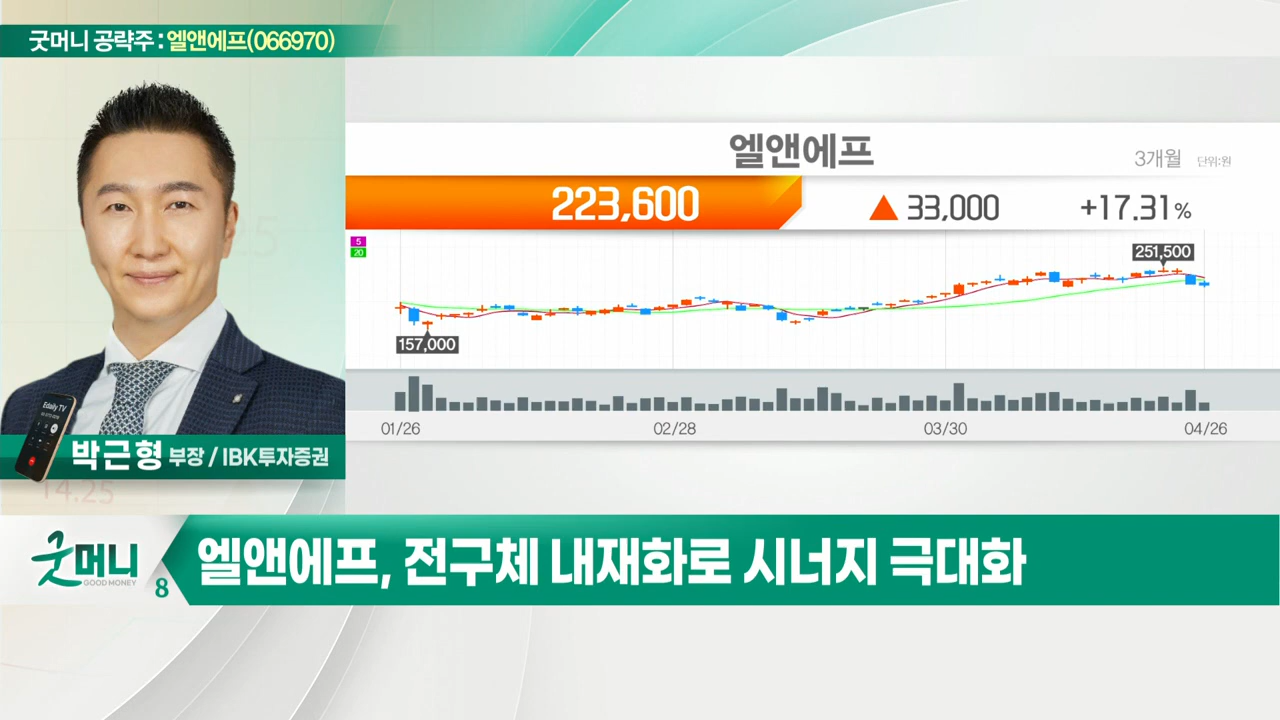 굿머니 공략주 : 엘앤에프(066970)
엘앤에프
3개월 단위:원
223,600 ▲ 33,000 +17.31%
5
20
251,500
157,000
01/26 02/28 03/30 04/26
Edaily TV
박근형 부장 / IBK투자증권
14.25
굿머니
GOOD MONEY
8
엘앤에프, 전구체 내재화로 시너지 극대화